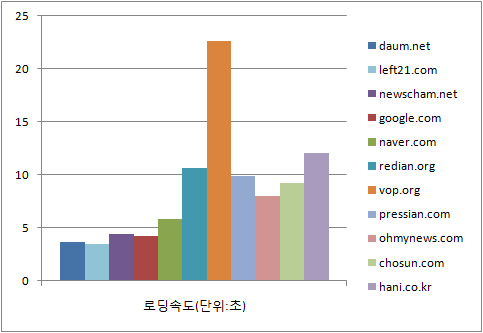 25
20
15
10
5
0
로딩속도(단위:초)
daum.net
left21.com
newscham.net
google.com
naver.com
redian.org
vop.org
pressian.com
ohmynews.com
chosun.com
hani.co.kr